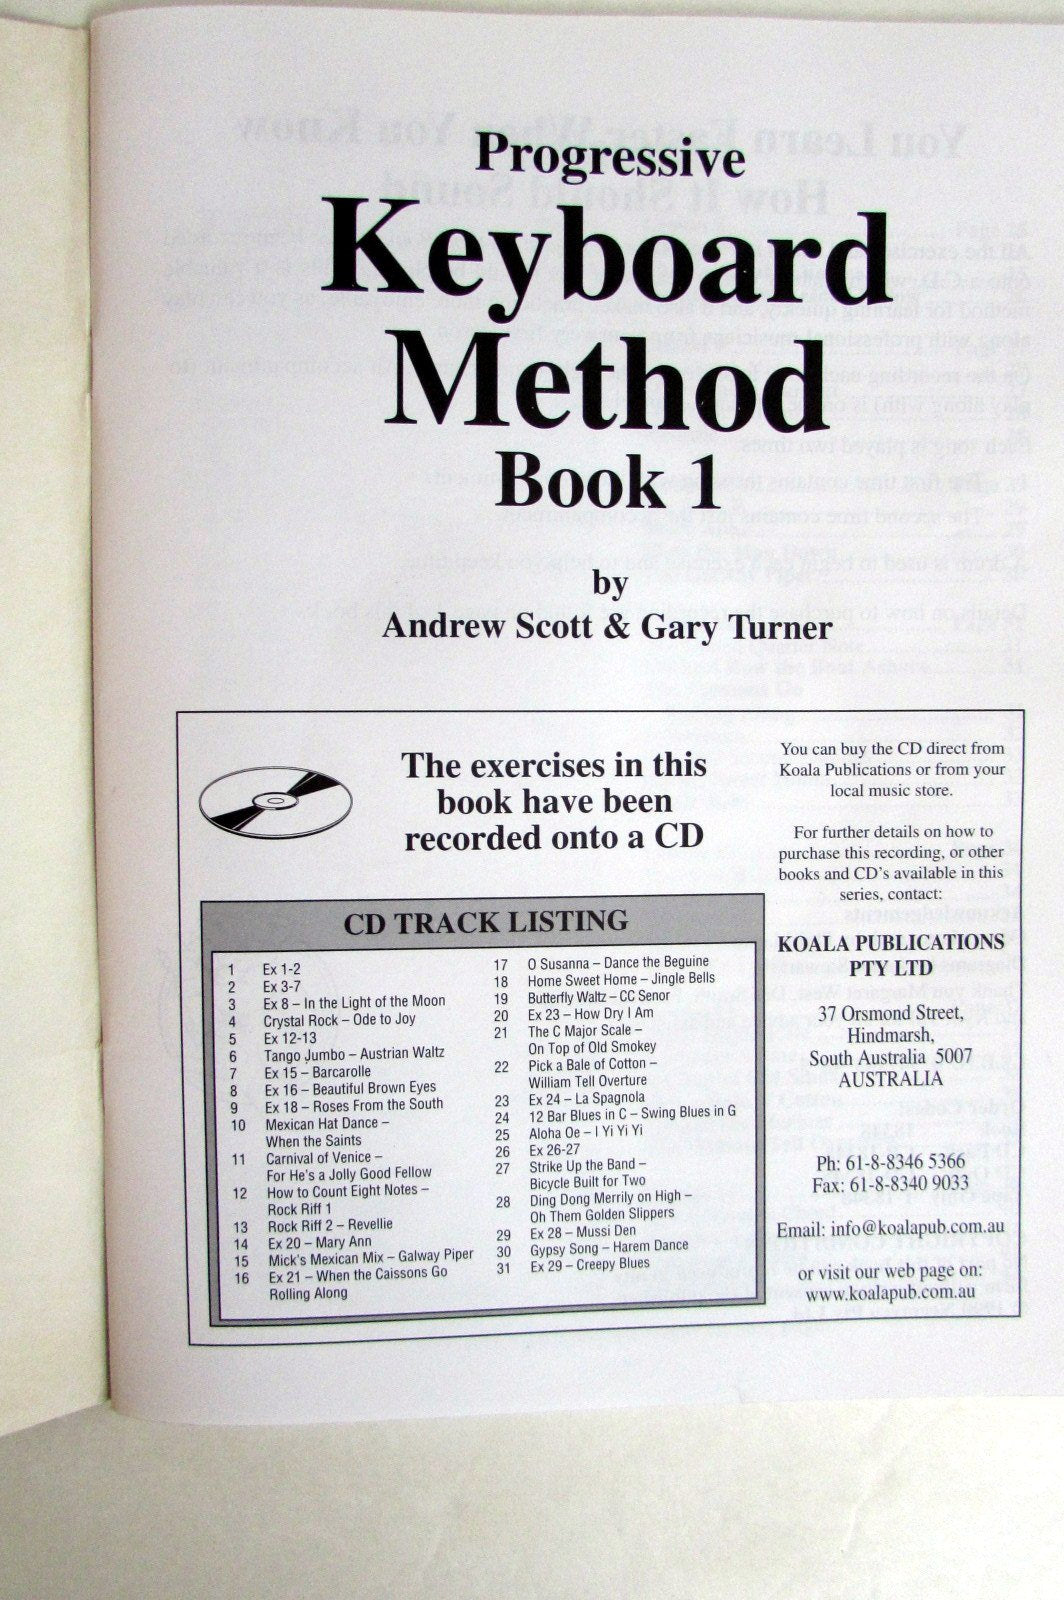 Progressive
Keyboard
Method
Book 1
by
Andrew Scott & Gary Turner
The exercises in this
book have been
recorded onto a CD
CD TRACK LISTING
1 Ex 1-2
2 Ex 3-7
3 Ex 8 – In the Light of the Moon
4 Crystal Rock – Ode to Joy
5 Ex 12-13
6 Tango Jumbo – Austrian Waltz
7 Ex 15 – Barcarolle
8 Ex 16 – Beautiful Brown Eyes
9 Ex 18 – Roses From the South
10 Mexican Hat Dance –
When the Saints
11 Carnival of Venice –
For He's a Jolly Good Fellow
12 How to Count Eight Notes –
Rock Riff 1
13 Rock Riff 2 – Revellie
14 Ex 20 – Mary Ann
15 Mick's Mexican Mix – Galway Piper
16 Ex 21 – When the Caissons Go
Rolling Along
17 O Susanna – Dance the Beguine
18 Home Sweet Home – Jingle Bells
19 Butterfly Waltz – CC Senor
20 Ex 23 – How Dry I Am
21 The C Major Scale –
On Top of Old Smokey
22 Pick a Bale of Cotton –
William Tell Overture
23 Ex 24 – La Spagnola
24 12 Bar Blues in C – Swing Blues in G
25 Aloha Oe – I Yi Yi Yi
26 Ex 26-27
27 Strike Up the Band –
Bicycle Built for Two
28 Ding Dong Merrily on High –
Oh Them Golden Slippers
29 Ex 28 – Mussi Den
30 Gypsy Song – Harem Dance
31 Ex 29 – Creepy Blues
You can buy the CD direct from
Koala Publications or from your
local music store.
For further details on how to
purchase this recording, or other
books and CD's available in this
series, contact:
KOALA PUBLICATIONS
PTY LTD
37 Orsmond Street,
Hindmarsh,
South Australia 5007
AUSTRALIA
Ph: 61-8-8346 5366
Fax: 61-8-8340 9033
Email: info@koalapub.com.au
or visit our web page on:
www.koalapub.com.au